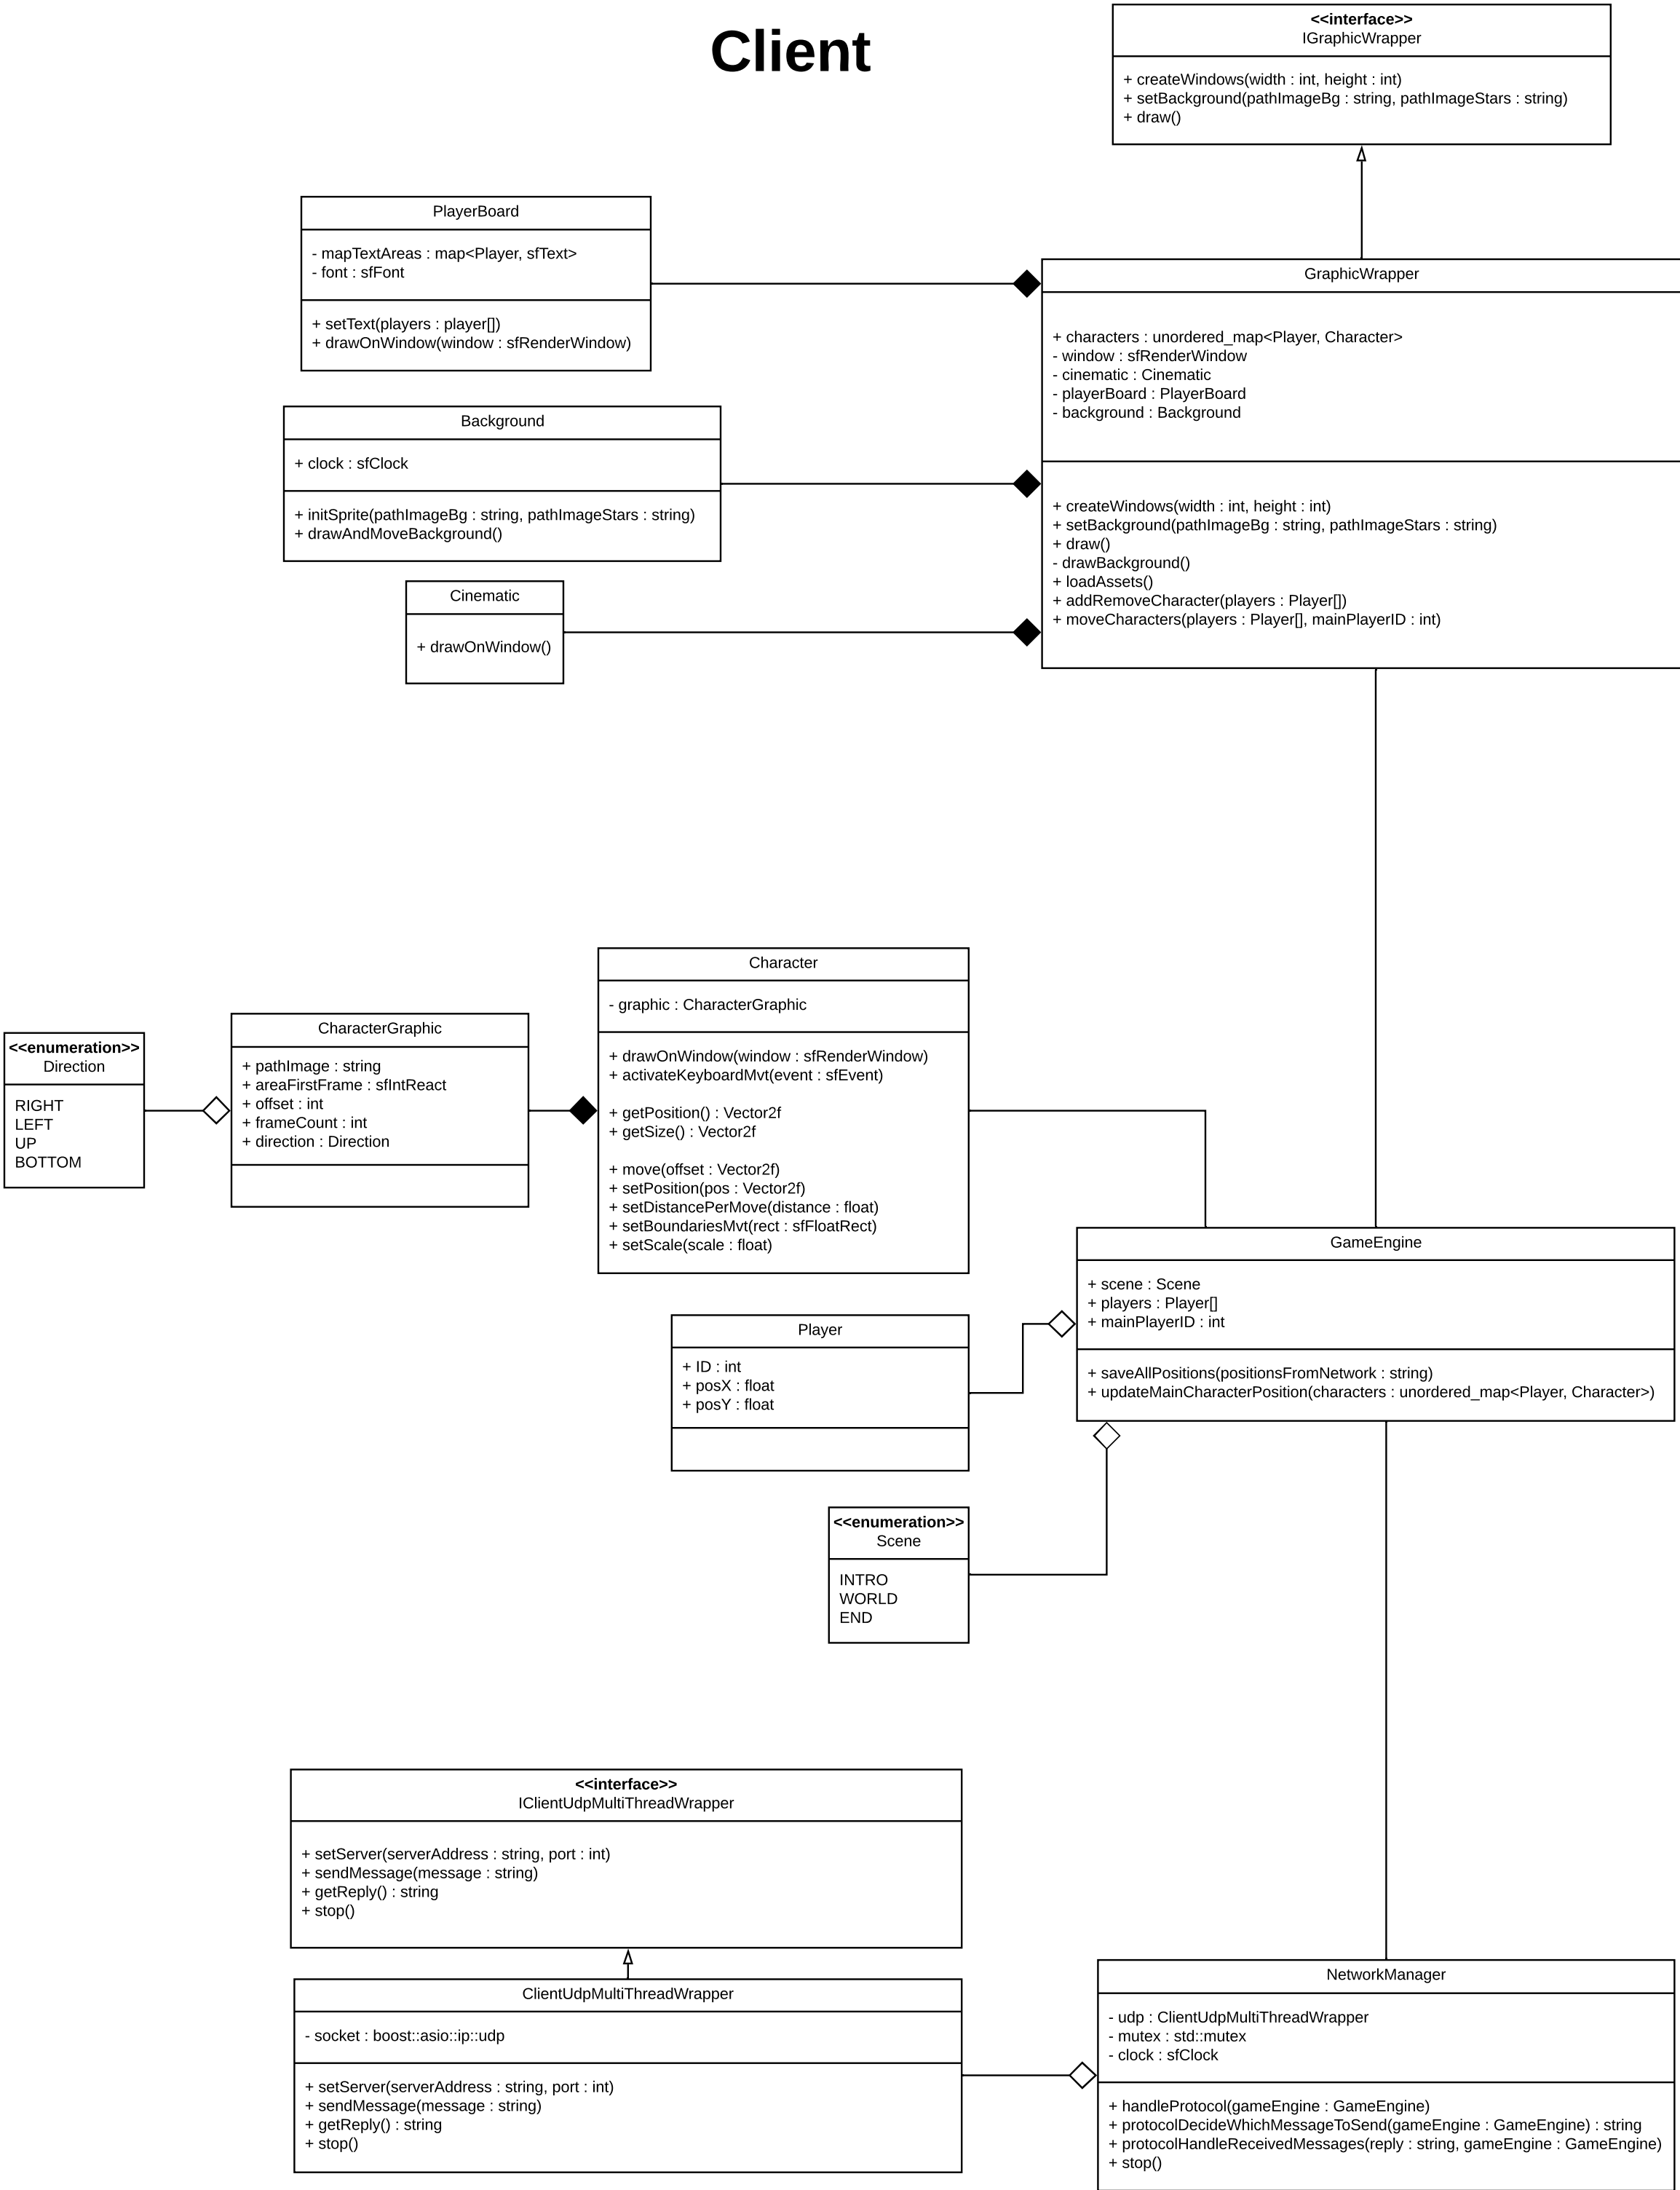 Client
<<interface>>
IGraphicWrapper
+ createWindows(width : int, height : int)
+ setBackground(pathImageBg : string, pathImageStars : string)
+ draw()
PlayerBoard
- mapTextAreas : map<Player, sfText>
- font : sfFont
+ setText(players : player[])
+ drawOnWindow(window : sfRenderWindow)
GraphicWrapper
+ characters : unordered_map<Player, Character>
- window : sfRenderWindow
- cinematic : Cinematic
- playerBoard : PlayerBoard
- background : Background
+ createWindows(width : int, height : int)
+ setBackground(pathImageBg : string, pathImageStars : string)
+ draw()
- drawBackground()
+ loadAssets()
+ addRemoveCharacter(players : Player[])
+ moveCharacters(players : Player[], mainPlayerID : int)
Background
+ clock : sfClock
+ initSprite(pathImageBg : string, pathImageStars : string)
+ drawAndMoveBackground()
Cinematic
+ drawOnWindow()
Character
- graphic : CharacterGraphic
+ drawOnWindow(window : sfRenderWindow)
+ activateKeyboardMvt(event : sfEvent)
+ getPosition() : Vector2f
+ getSize() : Vector2f
+ move(offset : Vector2f)
+ setPosition(pos : Vector2f)
+ setDistancePerMove(distance : float)
+ setBoundariesMvt(rect : sfFloatRect)
+ setScale(scale : float)
CharacterGraphic
+ pathImage : string
+ areaFirstFrame : sfIntReact
+ offset : int
+ frameCount : int
+ direction : Direction
<<enumeration>>
Direction
RIGHT
LEFT
UP
BOTTOM
GameEngine
+ scene : Scene
+ players : Player[]
+ mainPlayerID : int
+ saveAllPositions(positionsFromNetwork : string)
+ updateMainCharacterPosition(characters : unordered_map<Player, Character>)
Player
+ ID : int
+ posX : float
+ posY : float
<<enumeration>>
Scene
INTRO
WORLD
END
<<interface>>
IClientUdpMultiThreadWrapper
+ setServer(serverAddress : string, port : int)
+ sendMessage(message : string)
+ getReply() : string
+ stop()
ClientUdpMultiThreadWrapper
- socket : boost::asio::ip::udp
+ setServer(serverAddress : string, port : int)
+ sendMessage(message : string)
+ getReply() : string
+ stop()
NetworkManager
- udp : ClientUdpMultiThreadWrapper
- mutex : std::mutex
- clock : sfClock
+ handleProtocol(gameEngine : GameEngine)
+ protocolDecideWhichMessageToSend(gameEngine : GameEngine) : string
+ protocolHandleReceivedMessages(reply : string, gameEngine : GameEngine)
+ stop()